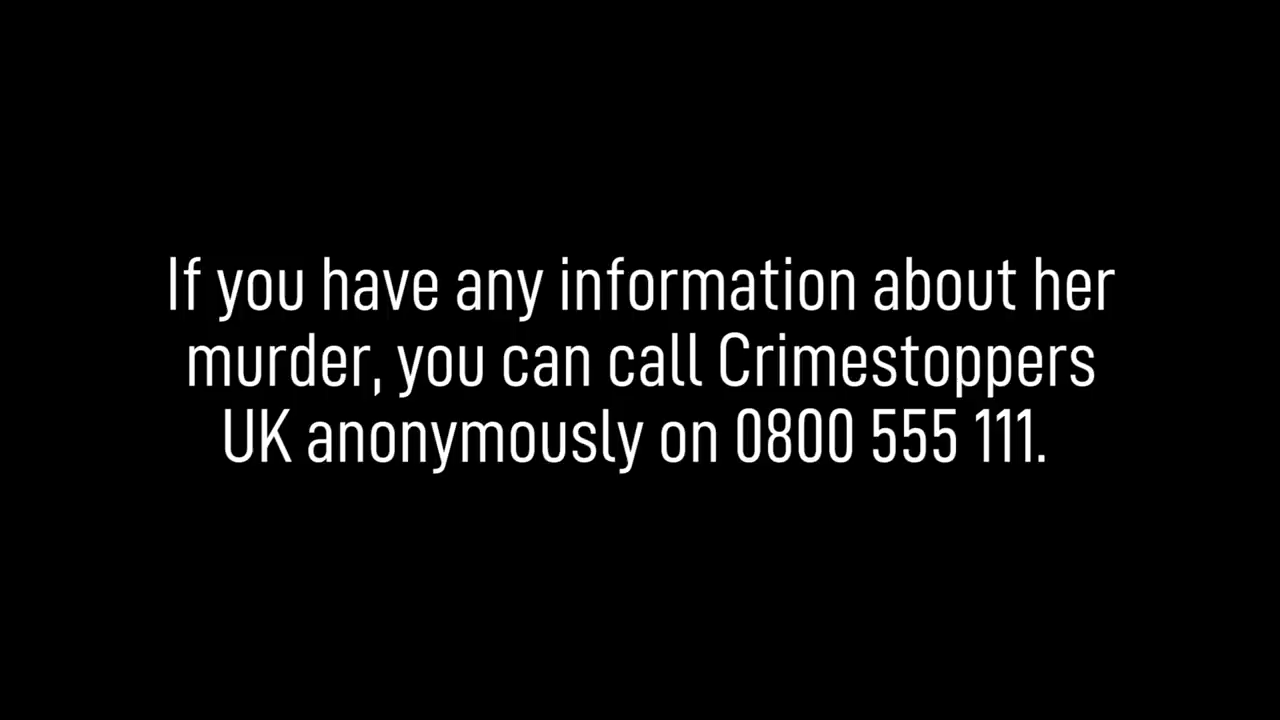 If you have any information about her
murder, you can call Crimestoppers
UK anonymously on 0800 555 111.